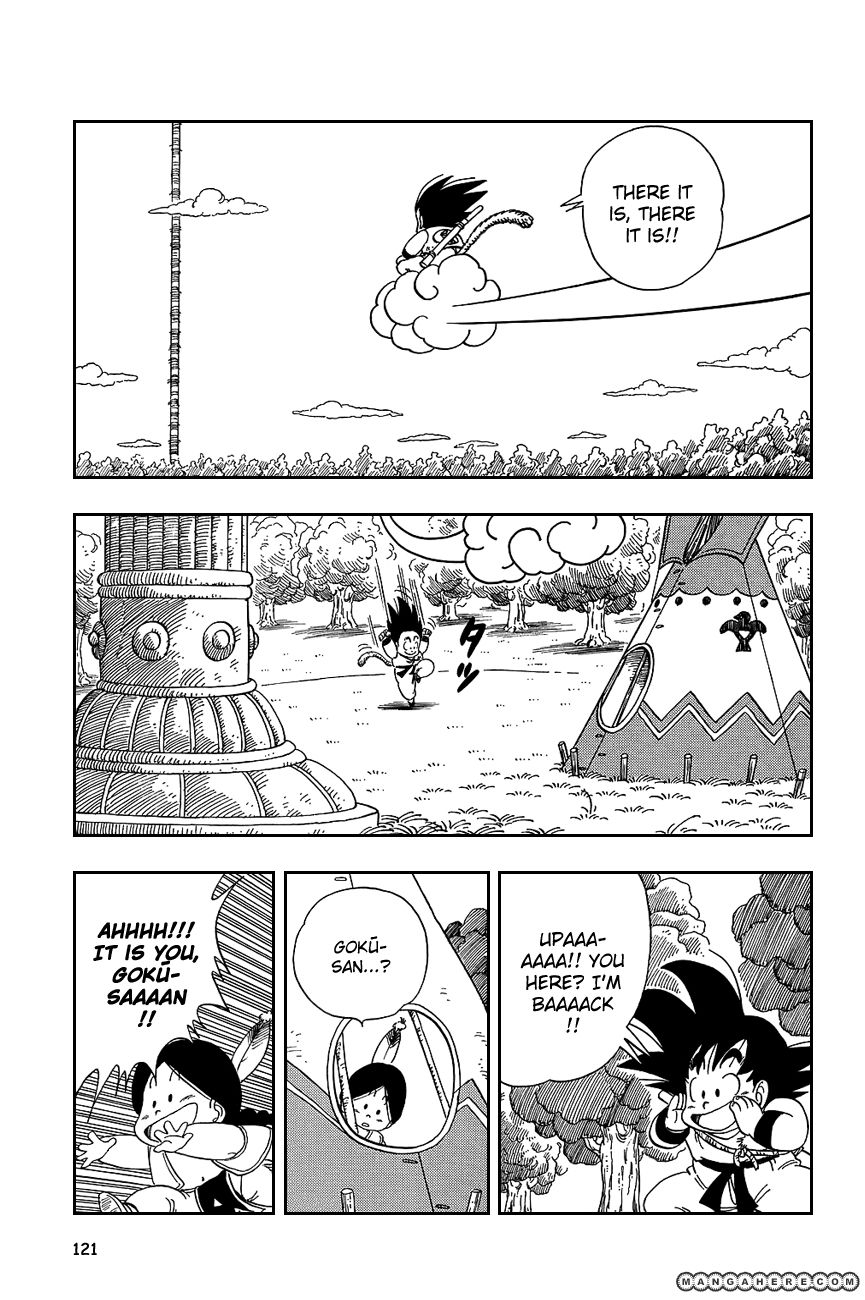 THERE IT
IS, THERE
IT IS!!
タッ
UPAAA-
AAAA!! YOU
HERE? I'M
BAAAACK
!!
GOKŪ-
SAN...?
AHHHH!!!
IT IS YOU,
GOKŪ-
SAAAAN
!!
121
MANGAHERE.COM